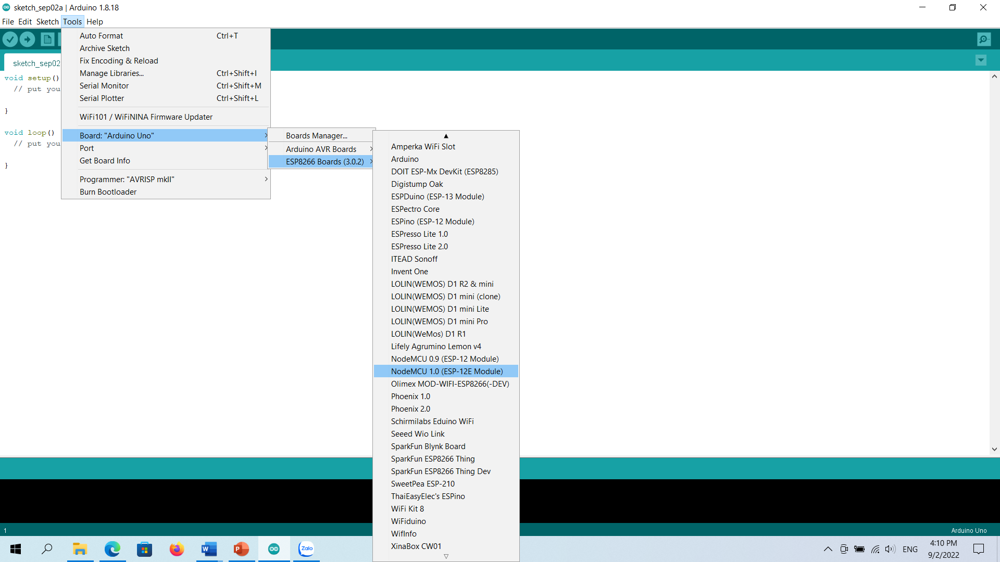 sketch_sep02a | Arduino 1.8.18
File Edit Sketch Tools Help
Auto Format Ctrl+T
Archive Sketch
Fix Encoding & Reload
Manage Libraries... Ctrl+Shift+I
Serial Monitor Ctrl+Shift+M
Serial Plotter Ctrl+Shift+L
WiFi101 / WiFiNINA Firmware Updater
Board: "Arduino Uno"
Port
Get Board Info
Programmer: "AVRISP mkII"
Burn Bootloader
sketch_sep02
void setup()
// put you
}
void loop()
// put you
}
Boards Manager...
Arduino AVR Boards
ESP8266 Boards (3.0.2)
Amperka WiFi Slot
Arduino
DOIT ESP-Mx DevKit (ESP8285)
Digistump Oak
ESPDuino (ESP-13 Module)
ESPectro Core
ESPino (ESP-12 Module)
ESPresso Lite 1.0
ESPresso Lite 2.0
ITEAD Sonoff
Invent One
LOLIN(WEMOS) D1 R2 & mini
LOLIN(WEMOS) D1 mini (clone)
LOLIN(WEMOS) D1 mini Lite
LOLIN(WEMOS) D1 mini Pro
LOLIN(WeMos) D1 R1
Lifely Agrumino Lemon v4
NodeMCU 0.9 (ESP-12 Module)
NodeMCU 1.0 (ESP-12E Module)
Olimex MOD-WIFI-ESP8266(-DEV)
Phoenix 1.0
Phoenix 2.0
Schirmilabs Eduino WiFi
Seeed Wio Link
SparkFun Blynk Board
SparkFun ESP8266 Thing
SparkFun ESP8266 Thing Dev
SweetPea ESP-210
ThaiEasyElec's ESPino
WiFi Kit 8
WiFiduino
WifInfo
XinaBox CW01
1
Arduino Uno
W
P
Zalo
ENG
4:10 PM
9/2/2022